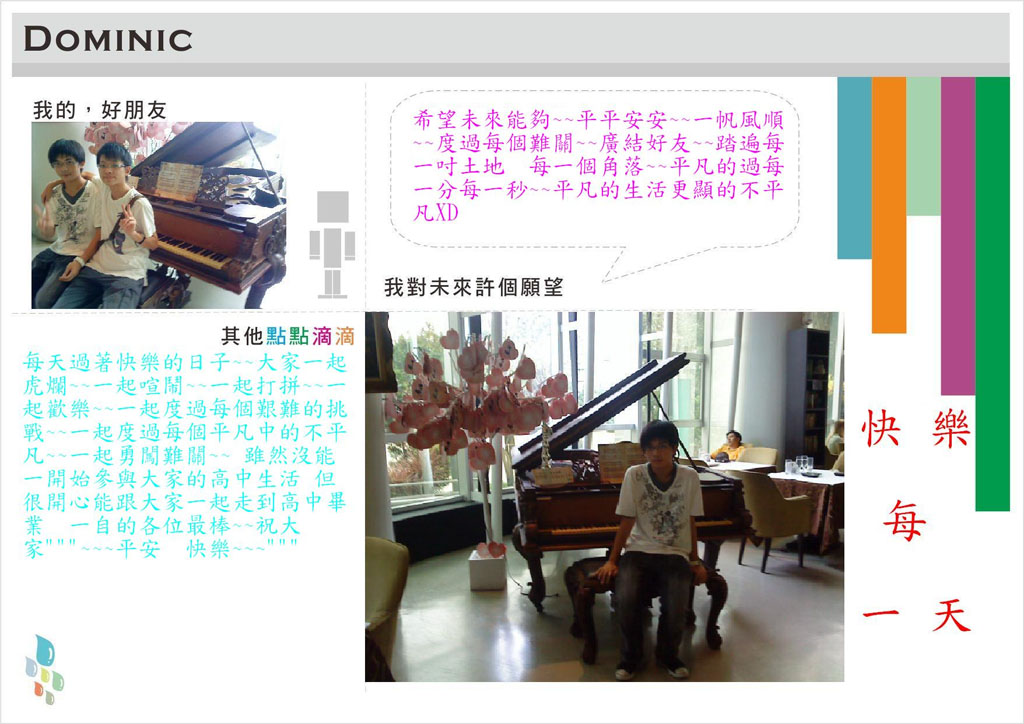 DOMINIC
我的，好朋友
希望未來能夠~~平平安安~~一帆風順
~~度過每個難關~~廣結好友~~踏遍每
一吋土地　每一個角落~~平凡的過每
一分每一秒~~平凡的生活更顯的不平
凡XD
我對未來許個願望
其他點點滴滴
每天過著快樂的日子~~大家一起
虎爛~~一起喧鬧~~一起打拼~~一
起歡樂~~一起度過每個艱難的挑
戰~~一起度過每個平凡中的不平
凡~~一起勇闖難關~~ 雖然沒能
一開始參與大家的高中生活 但
很開心能跟大家一起走到高中畢
業　一自的各位最棒~~祝大
家"""~~~平安　快樂~~~"""
快 樂
每
一 天